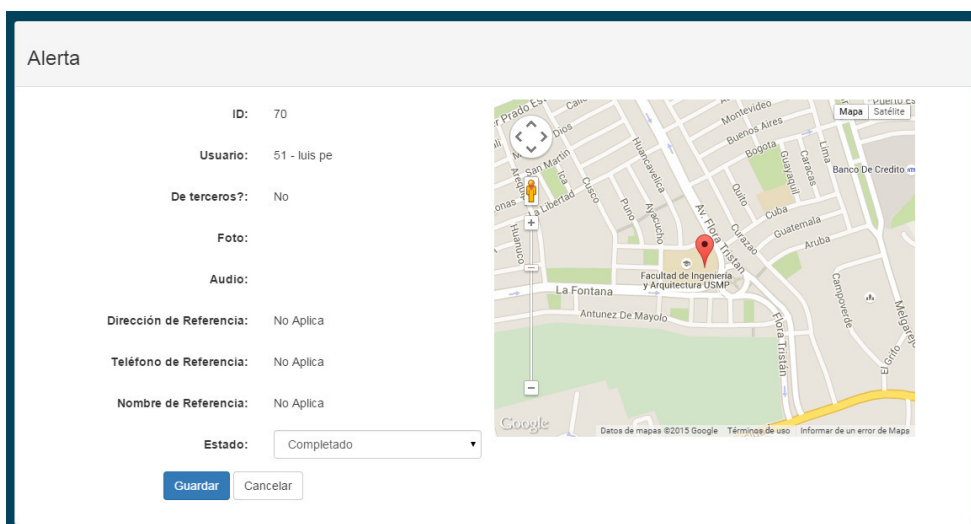 Alerta
ID: 70
Usuario: 51 - luis pe
De terceros?: No
Foto:
Audio:
Dirección de Referencia: No Aplica
Teléfono de Referencia: No Aplica
Nombre de Referencia: No Aplica
Estado: Completado
Guardar Cancelar
Mapa Satélite
Montevideo
Buenos Aires
Bogota
Lima
Caracas
Guayaquil
Banco De Credito
Huancavelica
San Martin
Ica
Cusco
La Libertad
Puno
Ayacucho
Quito
Cuba
Guatemala
Curazao
Aruba
Huanuco
Av. Flora Tristan
Facultad de Ingeniería
y Arquitectura USMP
La Fontana
Antunez De Mayolo
Flora Tristán
Campoverde
Melgarejo
El Grifo
Google
Datos de mapas ©2015 Google Términos de uso Informar de un error de Maps